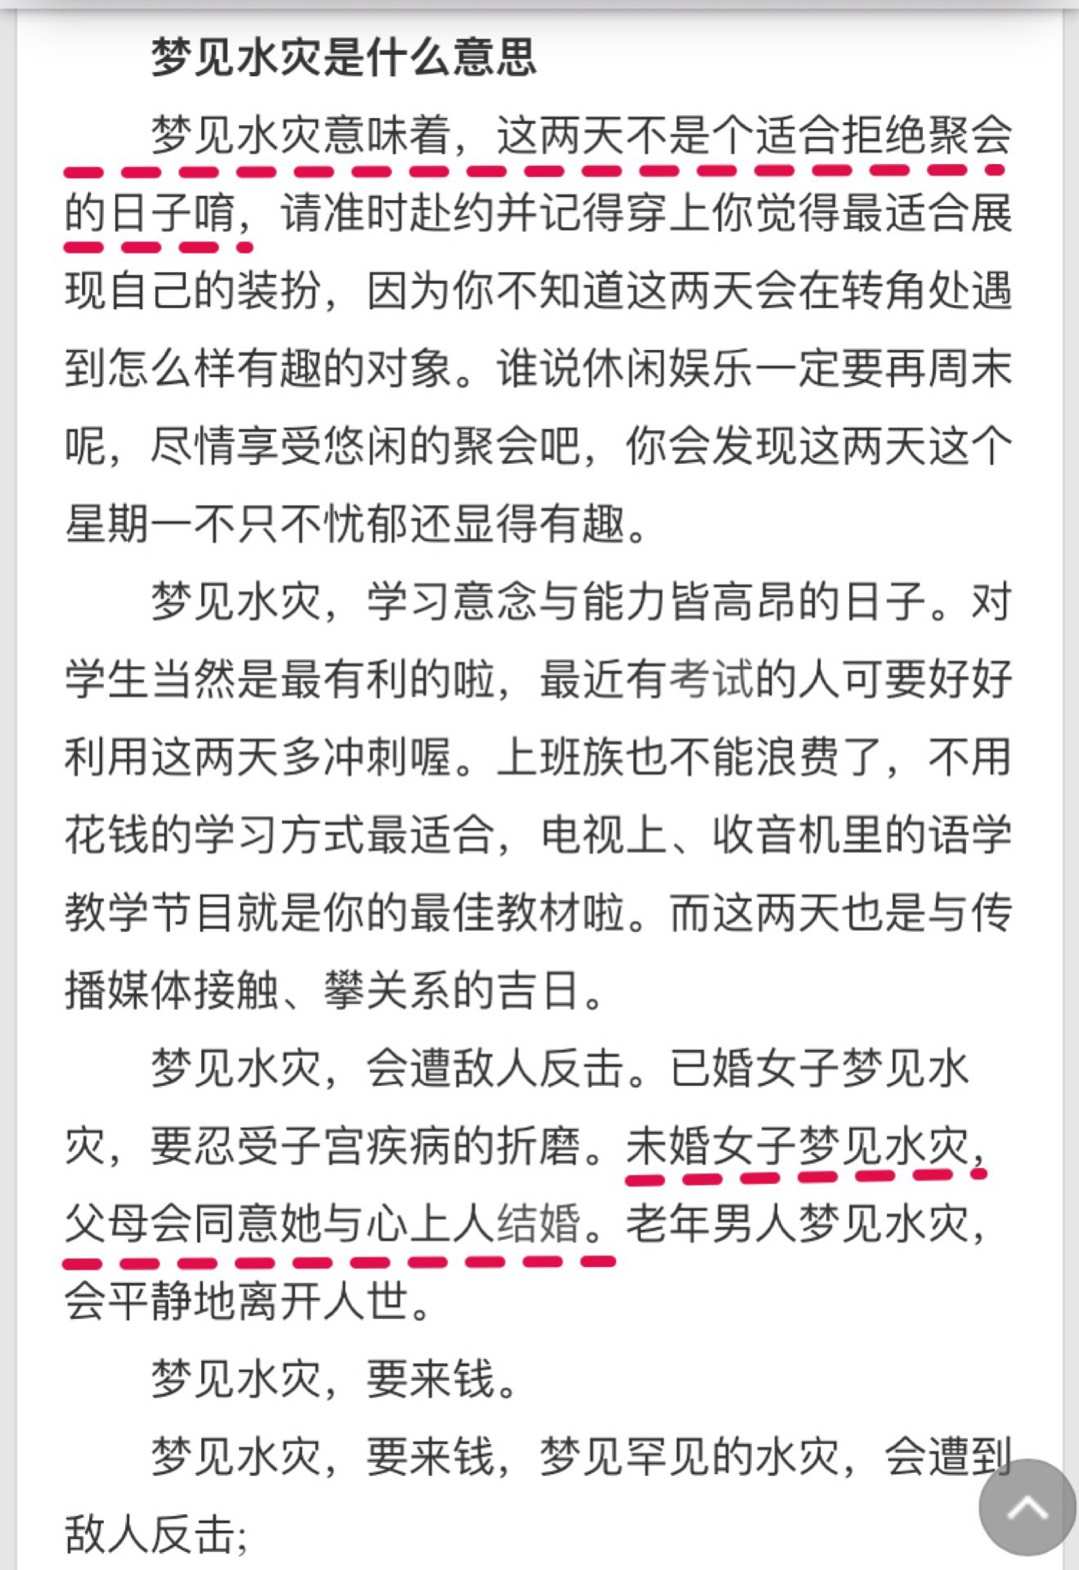 梦见水灾是什么意思
梦见水灾意味着，这两天不是个适合拒绝聚会
的日子唷，请准时赴约并记得穿上你觉得最适合展
现自己的装扮，因为你不知道这两天会在转角处遇
到怎么样有趣的对象。谁说休闲娱乐一定要再周末
呢，尽情享受悠闲的聚会吧，你会发现这两天这个
星期一不只不忧郁还显得有趣。
梦见水灾，学习意念与能力皆高昂的日子。对
学生当然是最有利的啦，最近有考试的人可要好好
利用这两天多冲刺喔。上班族也不能浪费了，不用
花钱的学习方式最适合，电视上、收音机里的语学
教学节目就是你的最佳教材啦。而这两天也是与传
播媒体接触、攀关系的吉日。
梦见水灾，会遭敌人反击。已婚女子梦见水
灾，要忍受子宫疾病的折磨。未婚女子梦见水灾，
父母会同意她与心上人结婚。老年男人梦见水灾，
会平静地离开人世。
梦见水灾，要来钱。
梦见水灾，要来钱，梦见罕见的水灾，会遭到
敌人反击;